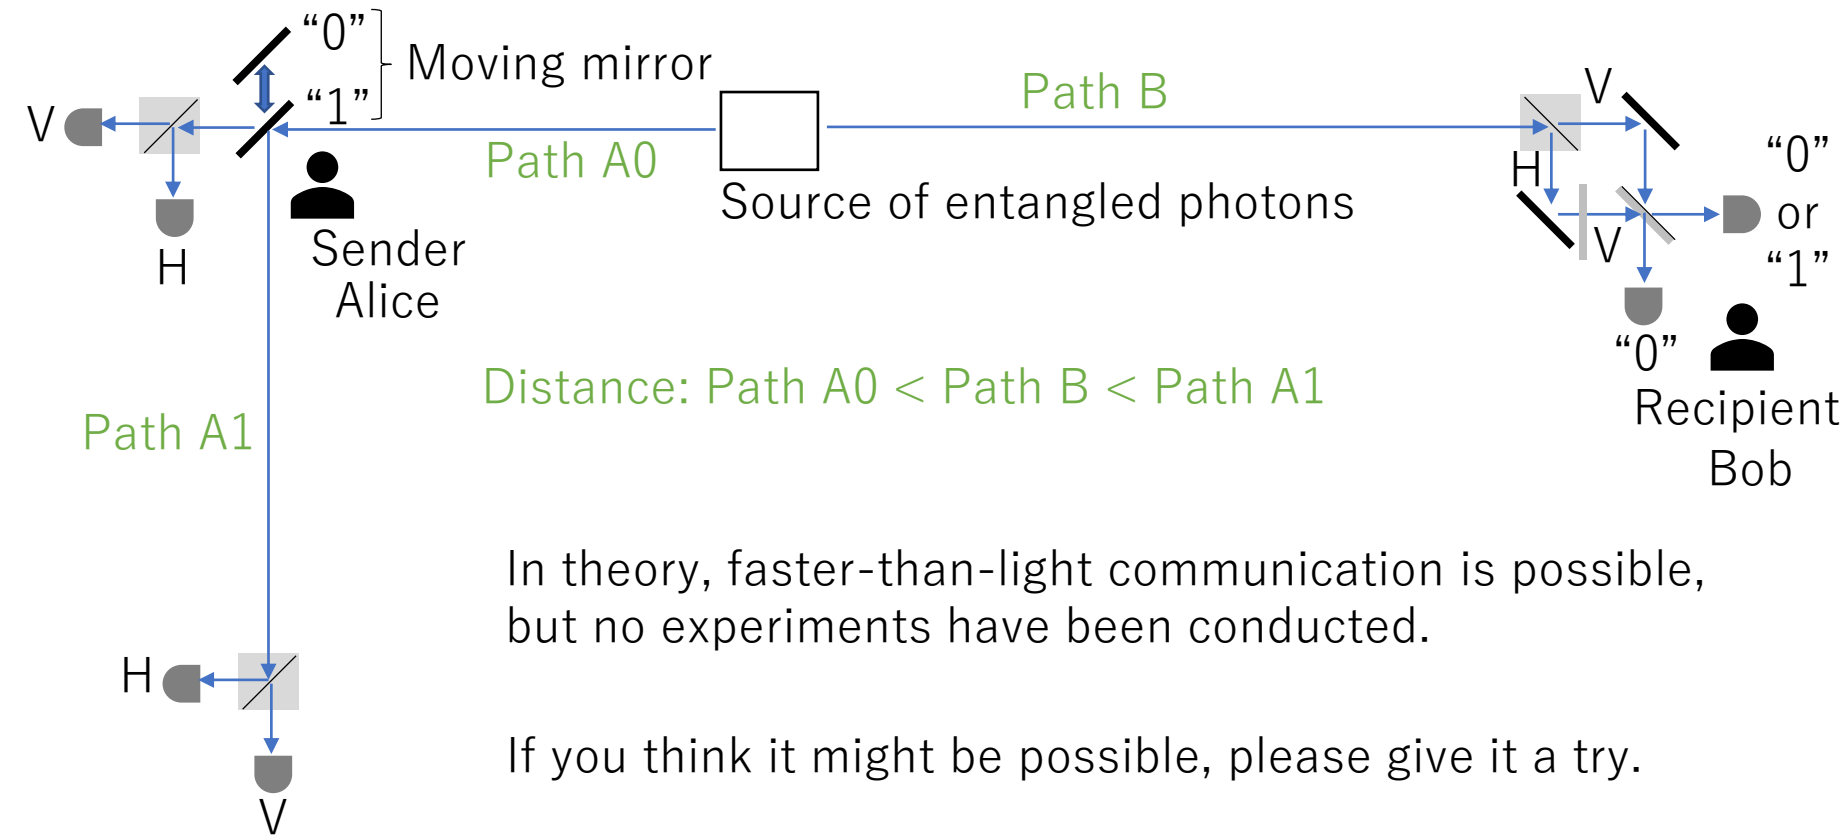 “0”
Moving mirror
“1”
V
H
Sender
Alice
Path A0
Source of entangled photons
Path B
V
H
V
“0”
or
“1”
“0”
Recipient
Bob
Distance: Path A0 < Path B < Path A1
Path A1
H
V
In theory, faster-than-light communication is possible,
but no experiments have been conducted.
If you think it might be possible, please give it a try.